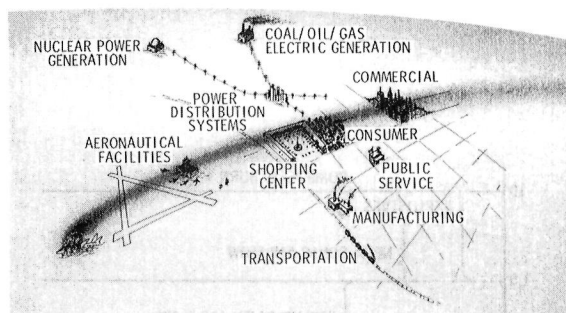 NUCLEAR POWER
GENERATION
COAL/OIL/GAS
ELECTRIC GENERATION
COMMERCIAL
POWER
DISTRIBUTION
SYSTEMS
CONSUMER
AERONAUTICAL
FACILITIES
SHOPPING
CENTER
PUBLIC
SERVICE
MANUFACTURING
TRANSPORTATION